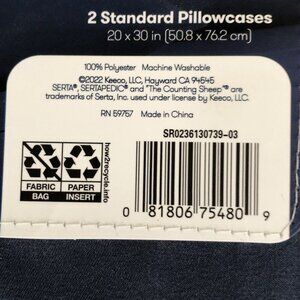 2 Standard Pillowcases
20 x 30 in (50.8 x 76.2 cm)
100% Polyester Machine Washable
©2022 Keeco, LLC, Hayward CA 94545
SERTA®, SERTAPEDIC® and "The Counting Sheep"® are
trademarks of Serta, Inc. used under license by Keeco, LLC.
RN 59757 Made in China
SR0236130739-03
FABRIC
BAG
PAPER
INSERT
how2recycle.info
0 81806 75480 9